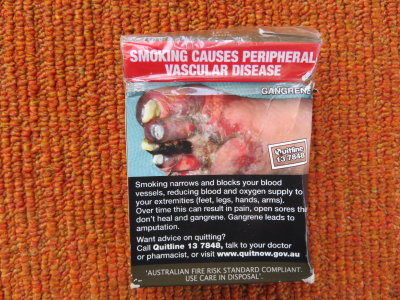 SMOKING CAUSES PERIPHERAL
VASCULAR DISEASE
GANGRENE
Quitline
13 7848
Smoking narrows and blocks your blood
vessels, reducing blood and oxygen supply to
your extremities (feet, legs, hands, arms).
Over time this can result in pain, open sores th
don't heal and gangrene. Gangrene leads to
amputation.
Want advice on quitting?
Call Quitline 13 7848, talk to your doctor
or pharmacist, or visit www.quitnow.gov.au
'AUSTRALIAN FIRE RISK STANDARD COMPLIANT.
USE CARE IN DISPOSAL'.